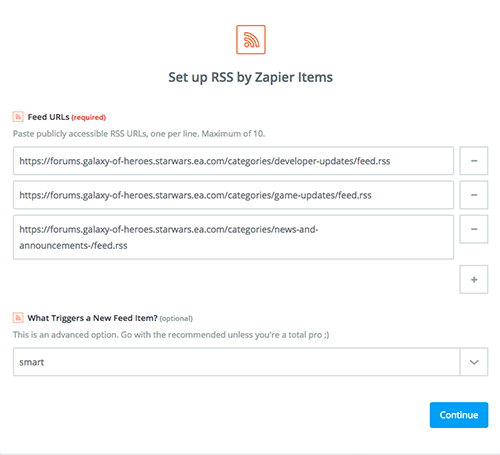 Set up RSS by Zapier Items
Feed URLs (required)
Paste publicly accessible RSS URLs, one per line. Maximum of 10.
https://forums.galaxy-of-heroes.starwars.ea.com/categories/developer-updates/feed.rss
−
https://forums.galaxy-of-heroes.starwars.ea.com/categories/game-updates/feed.rss
−
https://forums.galaxy-of-heroes.starwars.ea.com/categories/news-and-
announcements-/feed.rss
−
+
What Triggers a New Feed Item? (optional)
This is an advanced option. Go with the recommended unless you're a total pro ;)
smart
Continue